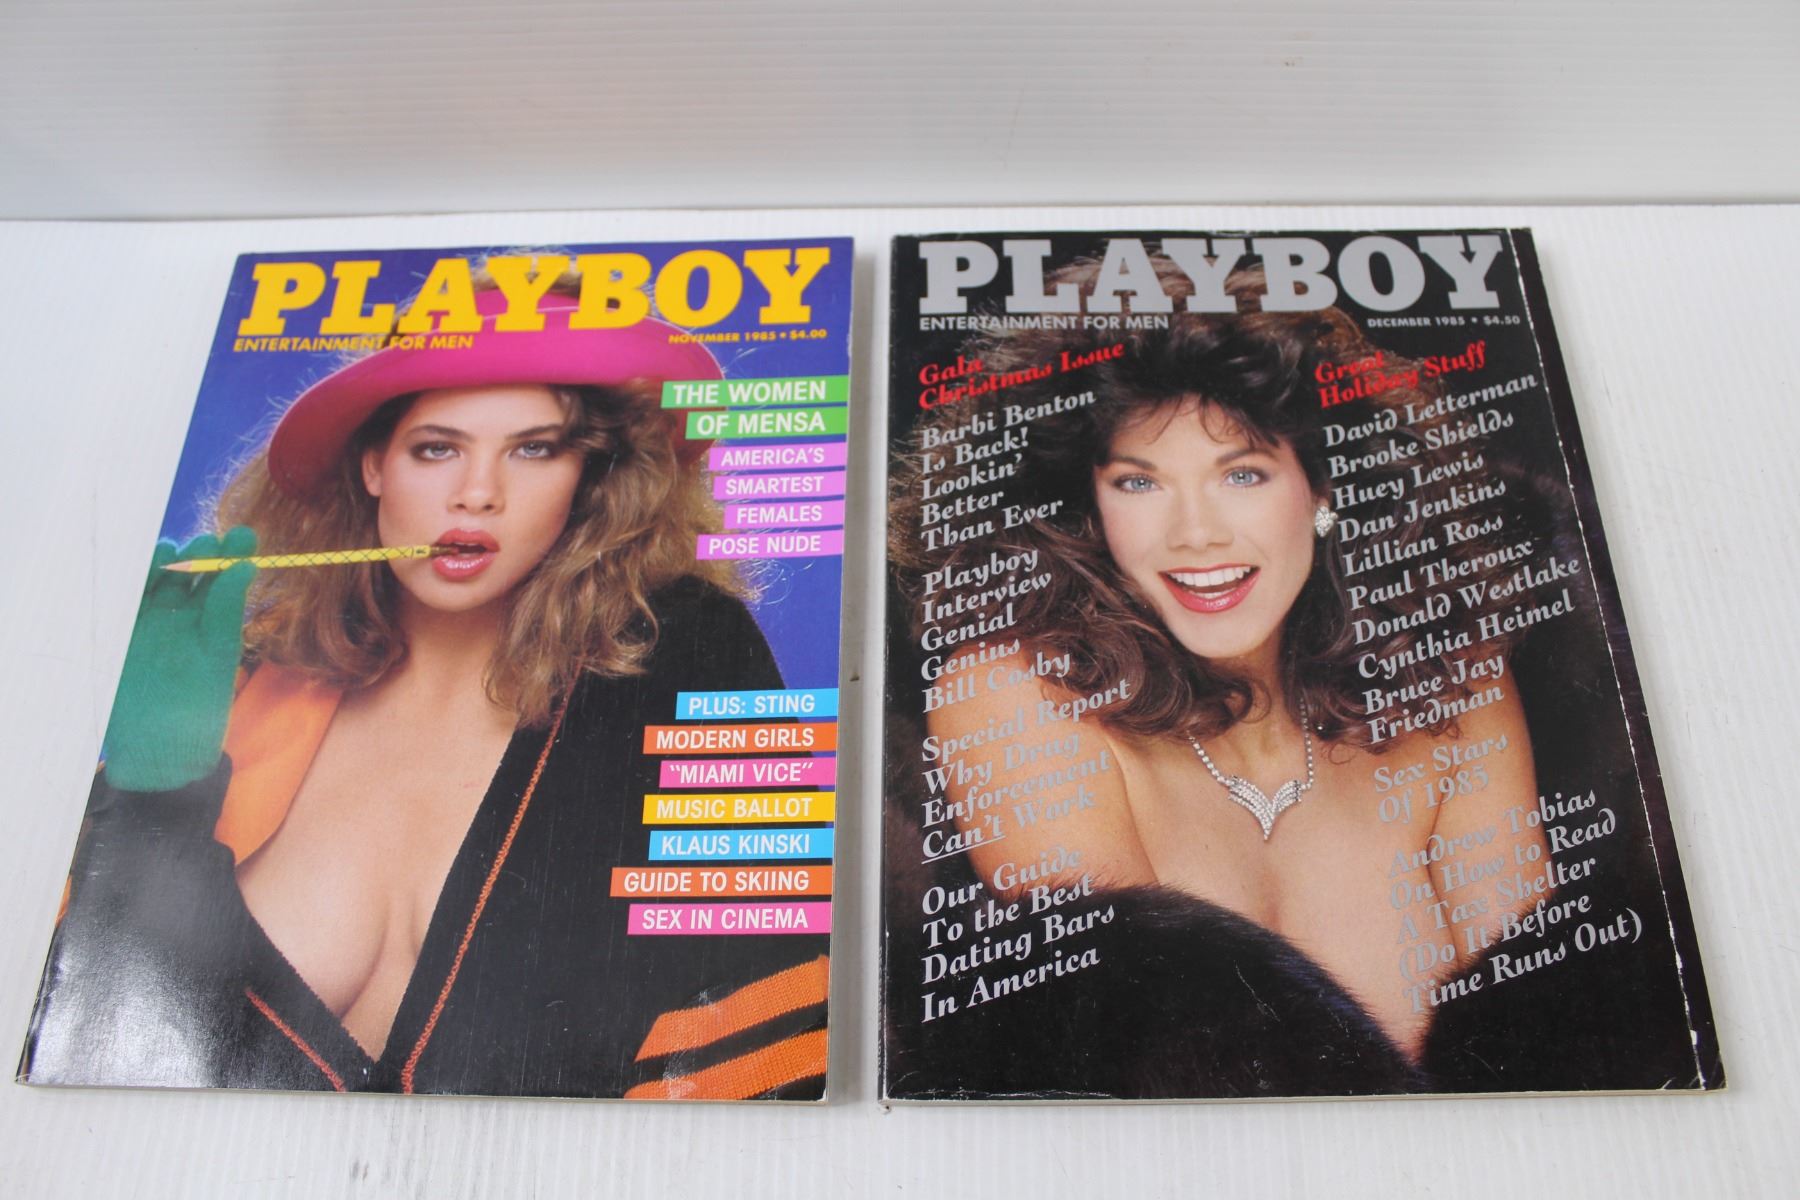 PLAYBOY
ENTERTAINMENT FOR MEN
NOVEMBER 1985 • $4.00
THE WOMEN
OF MENSA
AMERICA'S
SMARTEST
FEMALES
POSE NUDE
PLUS: STING
MODERN GIRLS
"MIAMI VICE"
MUSIC BALLOT
KLAUS KINSKI
GUIDE TO SKIING
SEX IN CINEMA
PLAYBOY
ENTERTAINMENT FOR MEN
DECEMBER 1985 • $4.50
Gala
Christmas Issue
Barbi Benton
Is Back!
Lookin'
Better
Than Ever
Playboy
Interview
Genial
Genius
Bill Cosby
Special Report
Why Drug
Enforcement
Can't Work
Our Guide
To the Best
Dating Bars
In America
Great
Holiday Stuff
David Letterman
Brooke Shields
Huey Lewis
Dan Jenkins
Lillian Ross
Paul Theroux
Donald Westlake
Cynthia Heimel
Bruce Jay
Friedman
Sex Stars
Of 1985
Andrew Tobias
On How to Read
A Tax Shelter
(Do It Before
Time Runs Out)